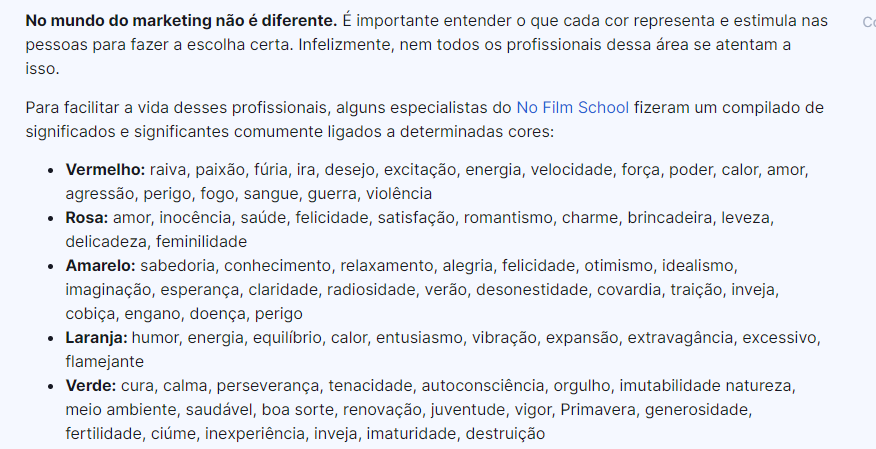 No mundo do marketing não é diferente. É importante entender o que cada cor representa e estimula nas
pessoas para fazer a escolha certa. Infelizmente, nem todos os profissionais dessa área se atentam a
isso.
Para facilitar a vida desses profissionais, alguns especialistas do No Film School fizeram um compilado de
significados e significantes comumente ligados a determinadas cores:
• Vermelho: raiva, paixão, fúria, ira, desejo, excitação, energia, velocidade, força, poder, calor, amor,
agressão, perigo, fogo, sangue, guerra, violência
• Rosa: amor, inocência, saúde, felicidade, satisfação, romantismo, charme, brincadeira, leveza,
delicadeza, feminilidade
• Amarelo: sabedoria, conhecimento, relaxamento, alegria, felicidade, otimismo, idealismo,
imaginação, esperança, claridade, radiosidade, verão, desonestidade, covardia, traição, inveja,
cobiça, engano, doença, perigo
• Laranja: humor, energia, equilíbrio, calor, entusiasmo, vibração, expansão, extravagância, excessivo,
flamejante
• Verde: cura, calma, perseverança, tenacidade, autoconsciência, orgulho, imutabilidade natureza,
meio ambiente, saudável, boa sorte, renovação, juventude, vigor, Primavera, generosidade,
fertilidade, ciúme, inexperiência, inveja, imaturidade, destruição